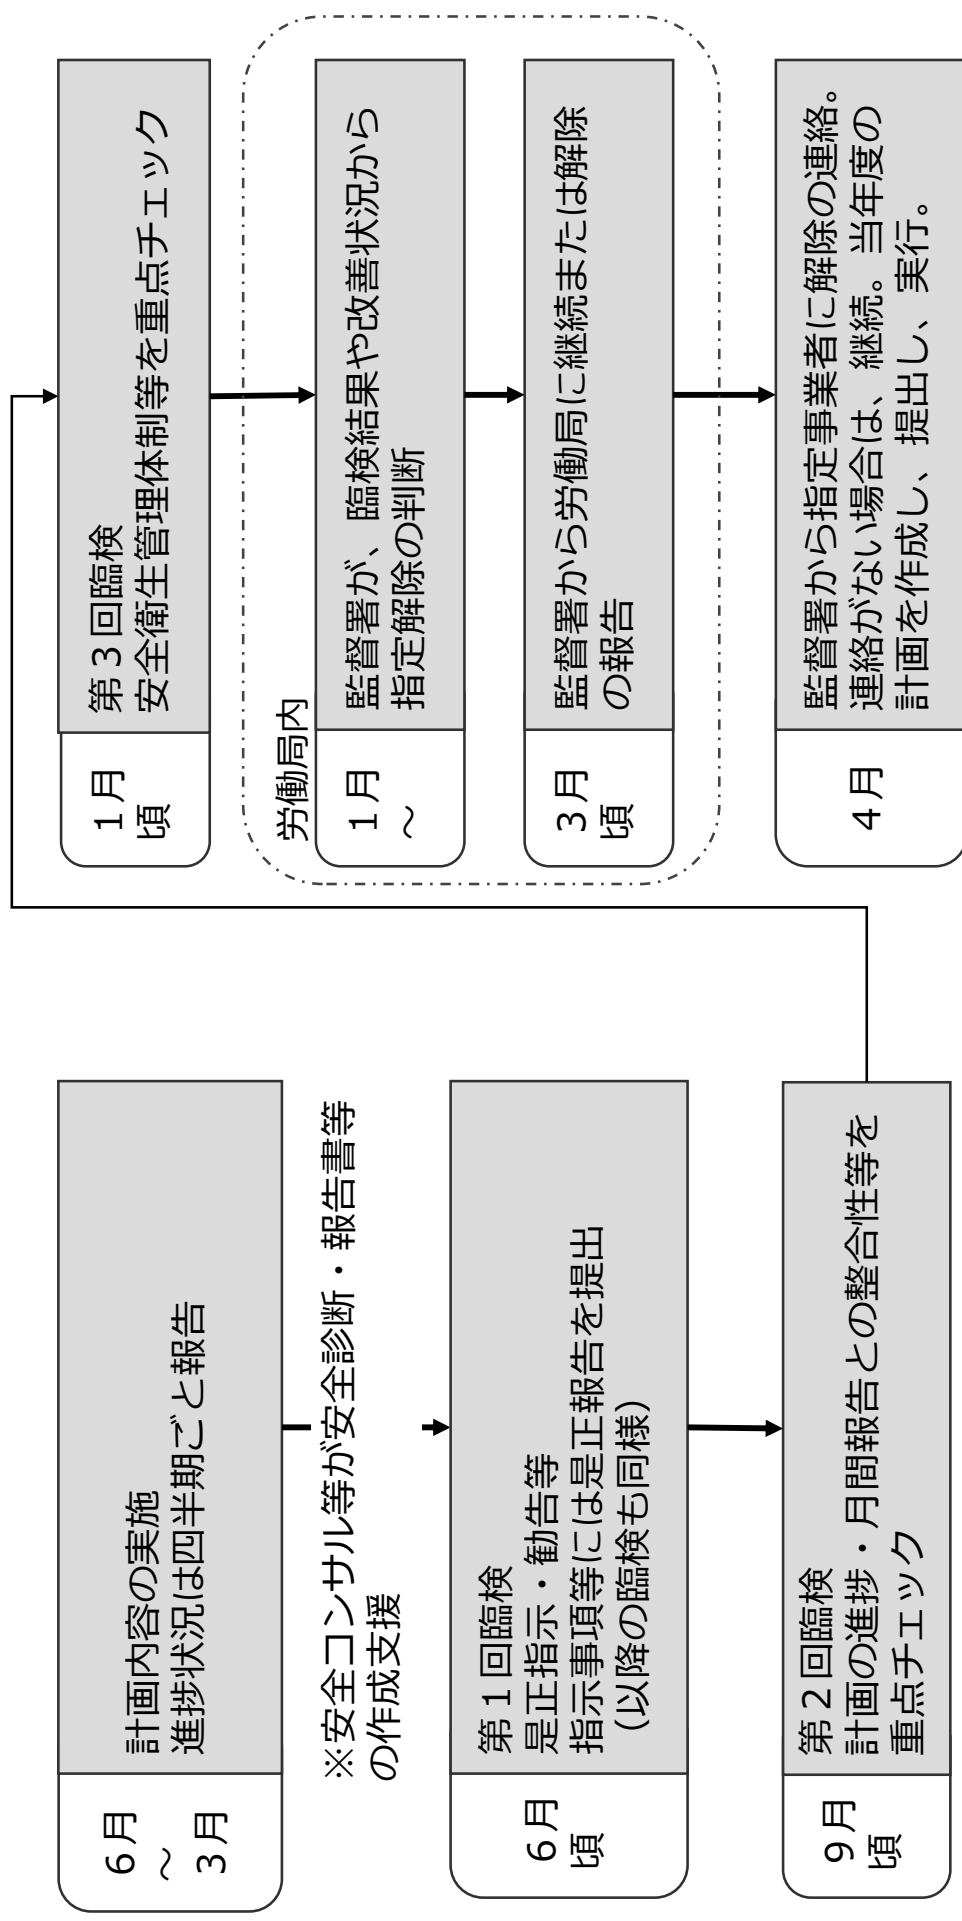 6月
～
3月
計画内容の実施
進捗状況は四半期ごと報告
※安全コンサル等が安全診断・報告書等
の作成支援
6月
頃
第1回臨検
是正指示・勧告等
指示事項等には是正報告を提出
（以降の臨検も同様）
9月
頃
第2回臨検
計画の進捗・月間報告との整合性等を
重点チェック
1月
頃
第3回臨検
安全衛生管理体制等を重点チェック
労働局内
1月
～
監督署が、臨検結果や改善状況から
指定解除の判断
3月
頃
監督署から労働局に継続または解除
の報告
4月
監督署から指定事業者に解除の連絡。
連絡がない場合は、継続。当年度の
計画を作成し、提出し、実行。